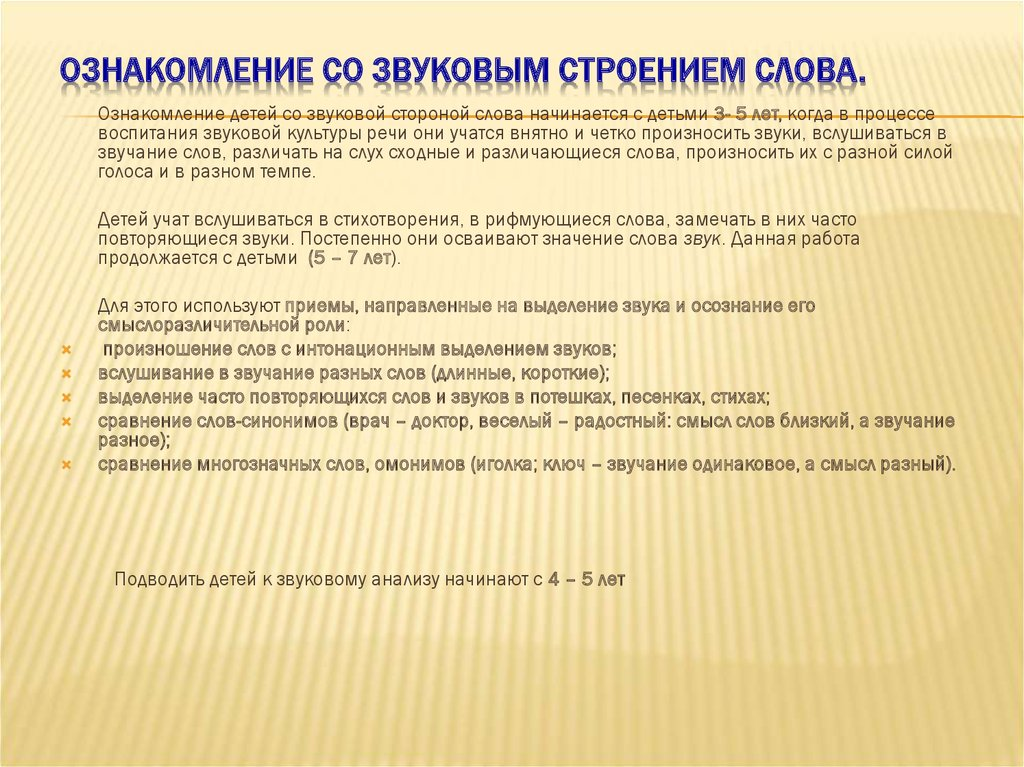 ОЗНАКОМЛЕНИЕ СО ЗВУКОВЫМ СТРОЕНИЕМ СЛОВА.
Ознакомление детей со звуковой стороной слова начинается с детьми 3- 5 лет, когда в процессе
воспитания звуковой культуры речи они учатся внятно и четко произносить звуки, вслушиваться в
звучание слов, различать на слух сходные и различающиеся слова, произносить их с разной силой
голоса и в разном темпе.
Детей учат вслушиваться в стихотворения, в рифмующиеся слова, замечать в них часто
повторяющиеся звуки. Постепенно они осваивают значение слова звук. Данная работа
продолжается с детьми (5 – 7 лет).
Для этого используют приемы, направленные на выделение звука и осознание его
смыслоразличительной роли:
произношение слов с интонационным выделением звуков;
вслушивание в звучание разных слов (длинные, короткие);
выделение часто повторяющихся слов и звуков в потешках, песенках, стихах;
сравнение слов-синонимов (врач – доктор, веселый – радостный: смысл слов близкий, а звучание
разное);
сравнение многозначных слов, омонимов (иголка; ключ – звучание одинаковое, а смысл разный).
Подводить детей к звуковому анализу начинают с 4 – 5 лет